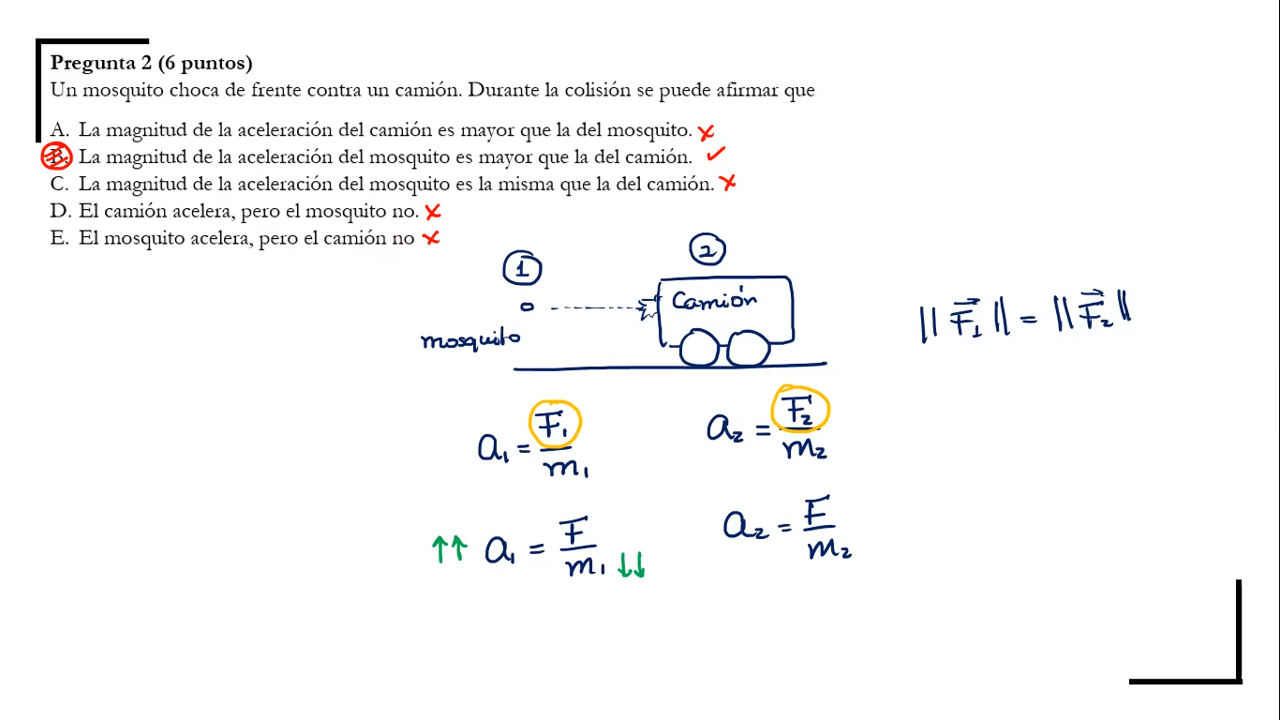 Pregunta 2 (6 puntos)
Un mosquito choca de frente contra un camión. Durante la colisión se puede afirmar que
A. La magnitud de la aceleración del camión es mayor que la del mosquito. ✗
B. La magnitud de la aceleración del mosquito es mayor que la del camión. ✓
C. La magnitud de la aceleración del mosquito es la misma que la del camión. ✗
D. El camión acelera, pero el mosquito no. ✗
E. El mosquito acelera, pero el camión no ✗
1
2
Camión
mosquito
||F⃗₁|| = ||F⃗₂||
a₁ = F₁/m₁
a₂ = F₂/m₂
↑↑ a₁ = F/m₁ ↓↓
a₂ = F/m₂